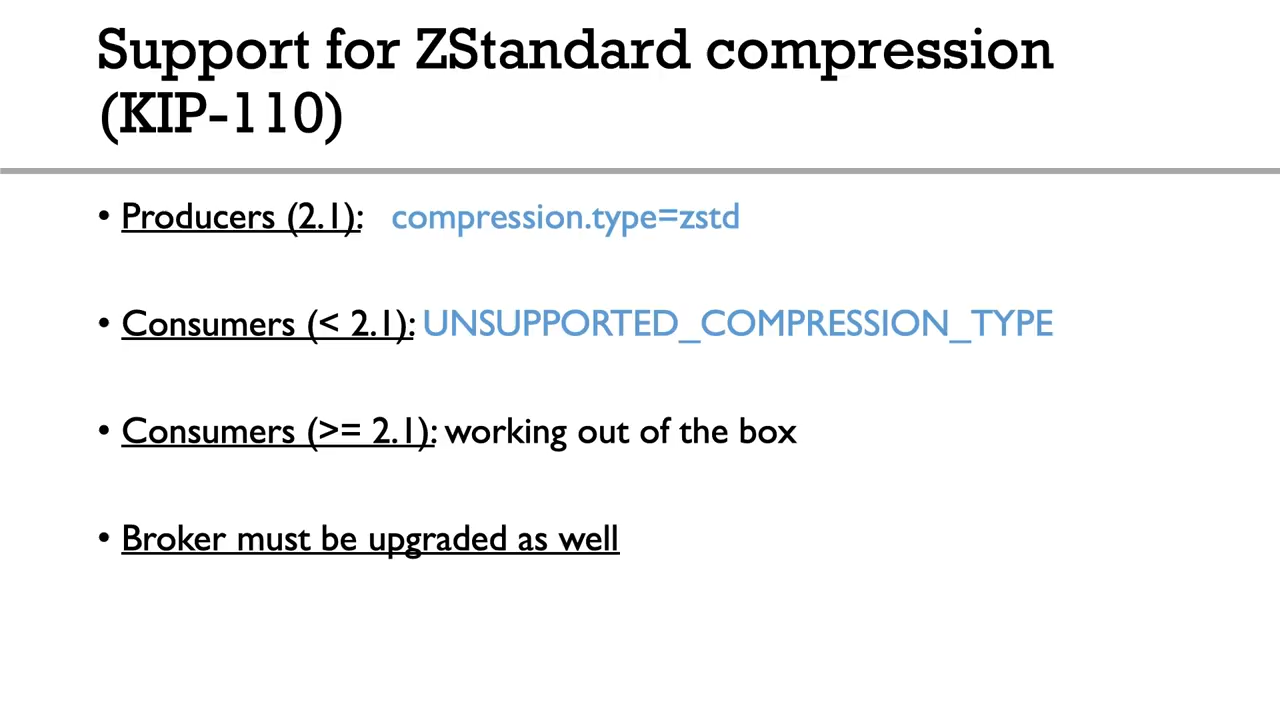 Support for ZStandard compression
(KIP-110)
• Producers (2.1): compression.type=zstd
• Consumers (< 2.1): UNSUPPORTED_COMPRESSION_TYPE
• Consumers (>= 2.1): working out of the box
• Broker must be upgraded as well